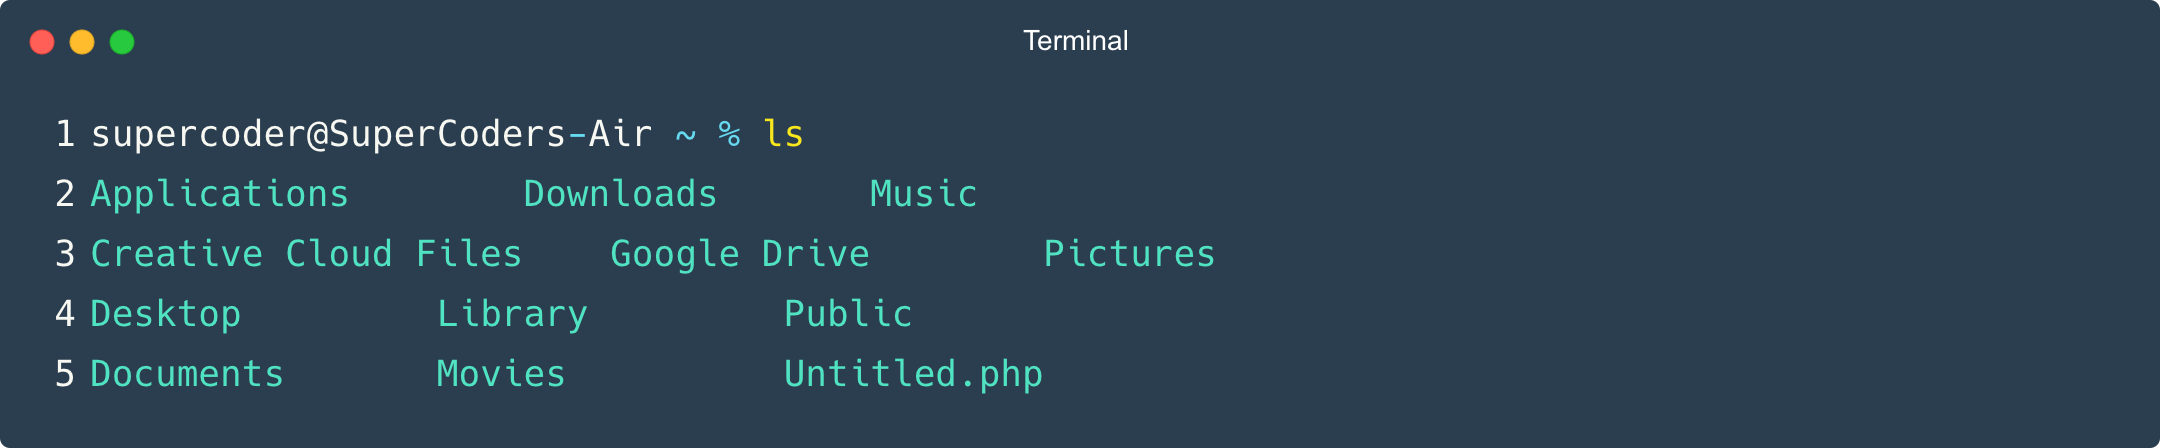 Terminal
1 supercoder@SuperCoders-Air ~ % ls
2 Applications        Downloads       Music
3 Creative Cloud Files    Google Drive        Pictures
4 Desktop         Library         Public
5 Documents       Movies          Untitled.php